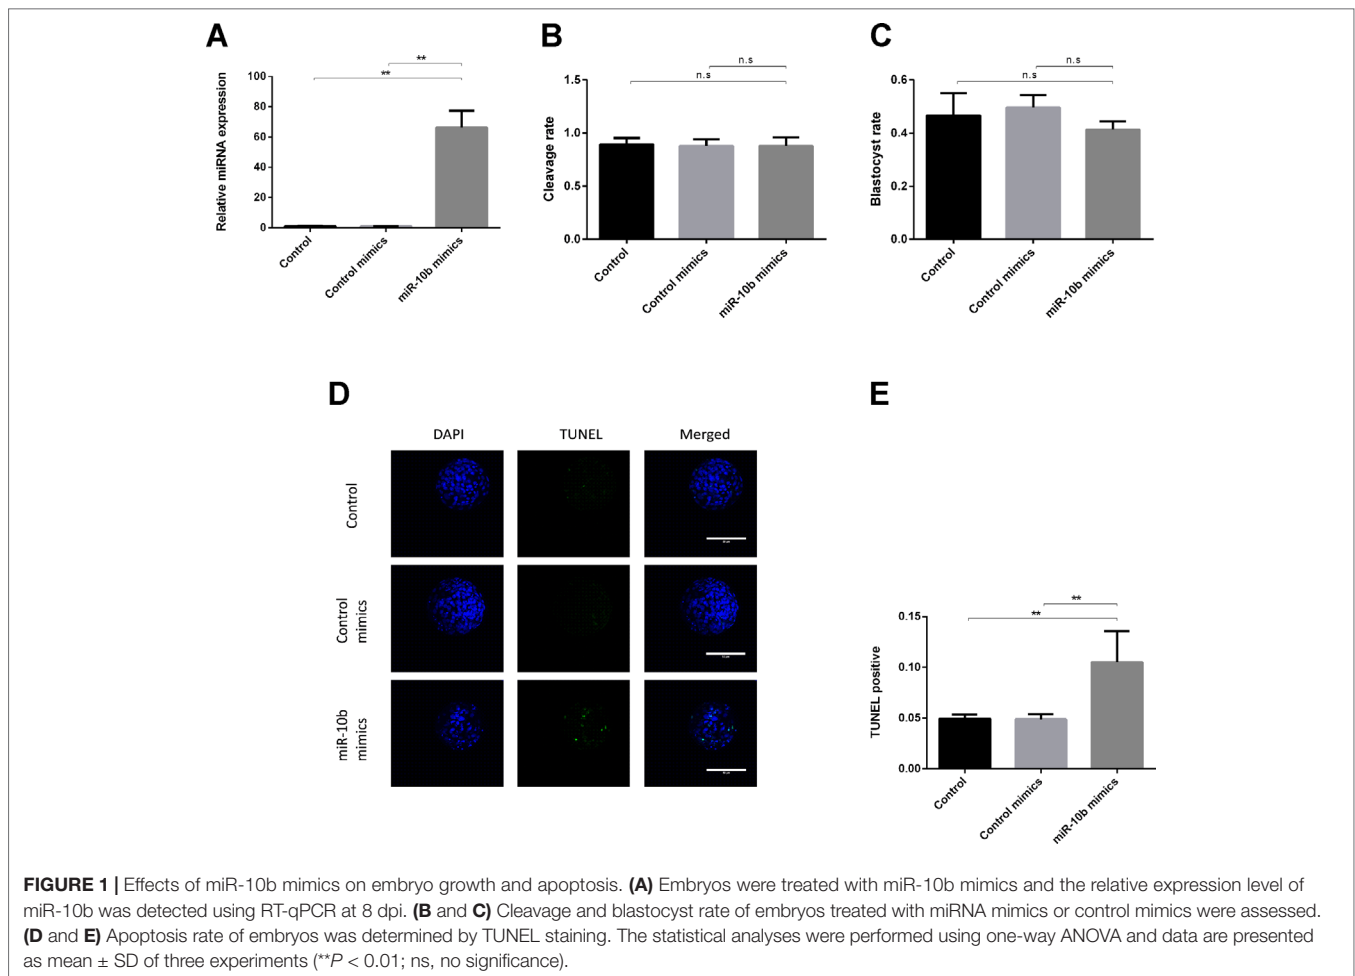 A
**
**
Relative miRNA expression
100
80
60
40
20
0
Control
Control mimics
miR-10b mimics
B
n.s
n.s
Cleavage rate
1.5
1.0
0.5
0.0
Control
Control mimics
miR-10b mimics
C
n.s
n.s
Blastocyst rate
0.6
0.4
0.2
0.0
Control
Control mimics
miR-10b mimics
D
DAPI TUNEL Merged
Control
Control
mimics
miR-10b
mimics
E
**
**
TUNEL positive
0.15
0.10
0.05
0.00
Control
Control mimics
miR-10b mimics
FIGURE 1 | Effects of miR-10b mimics on embryo growth and apoptosis. (A) Embryos were treated with miR-10b mimics and the relative expression level of
miR-10b was detected using RT-qPCR at 8 dpi. (B and C) Cleavage and blastocyst rate of embryos treated with miRNA mimics or control mimics were assessed.
(D and E) Apoptosis rate of embryos was determined by TUNEL staining. The statistical analyses were performed using one-way ANOVA and data are presented
as mean ± SD of three experiments (**P < 0.01; ns, no significance).